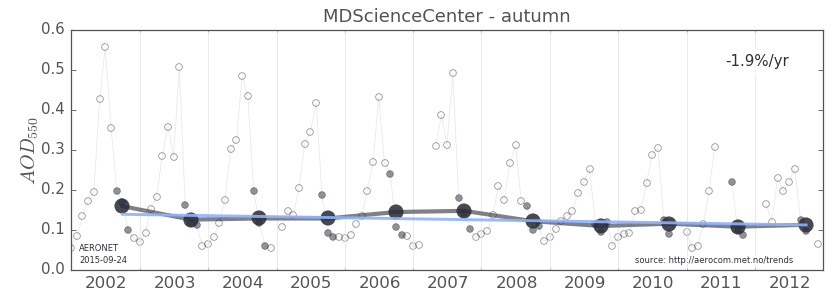 MDScienceCenter - autumn
-1.9%/yr
0.6
0.5
0.4
0.3
0.2
0.1
0.0
AOD550
AERONET
2015-09-24
source: http://aerocom.met.no/trends
2002 2003 2004 2005 2006 2007 2008 2009 2010 2011 2012